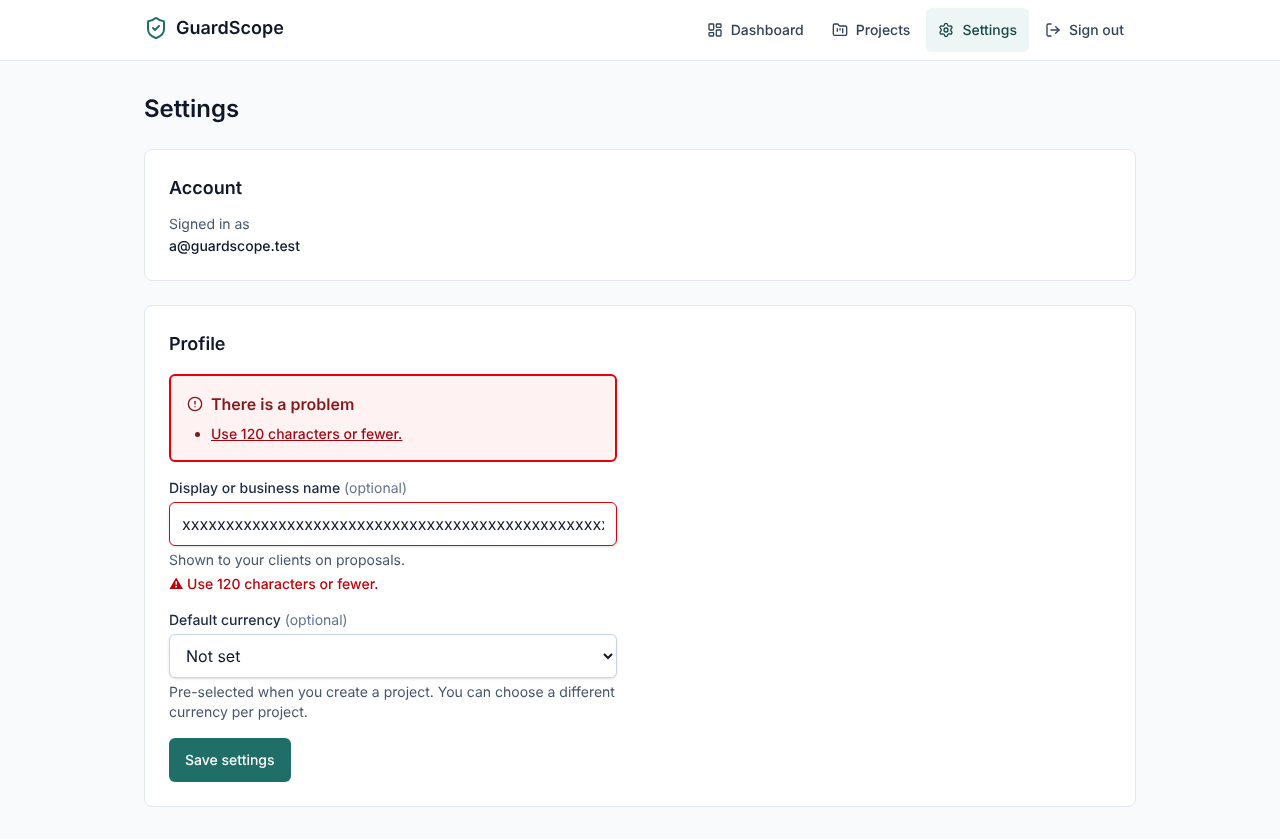 GuardScope
Dashboard
Projects
Settings
Sign out
Settings
Account
Signed in as
a@guardscope.test
Profile
There is a problem
Use 120 characters or fewer.
Display or business name (optional)
Shown to your clients on proposals.
Use 120 characters or fewer.
Default currency (optional)
Not set
Pre-selected when you create a project. You can choose a different
currency per project.
Save settings